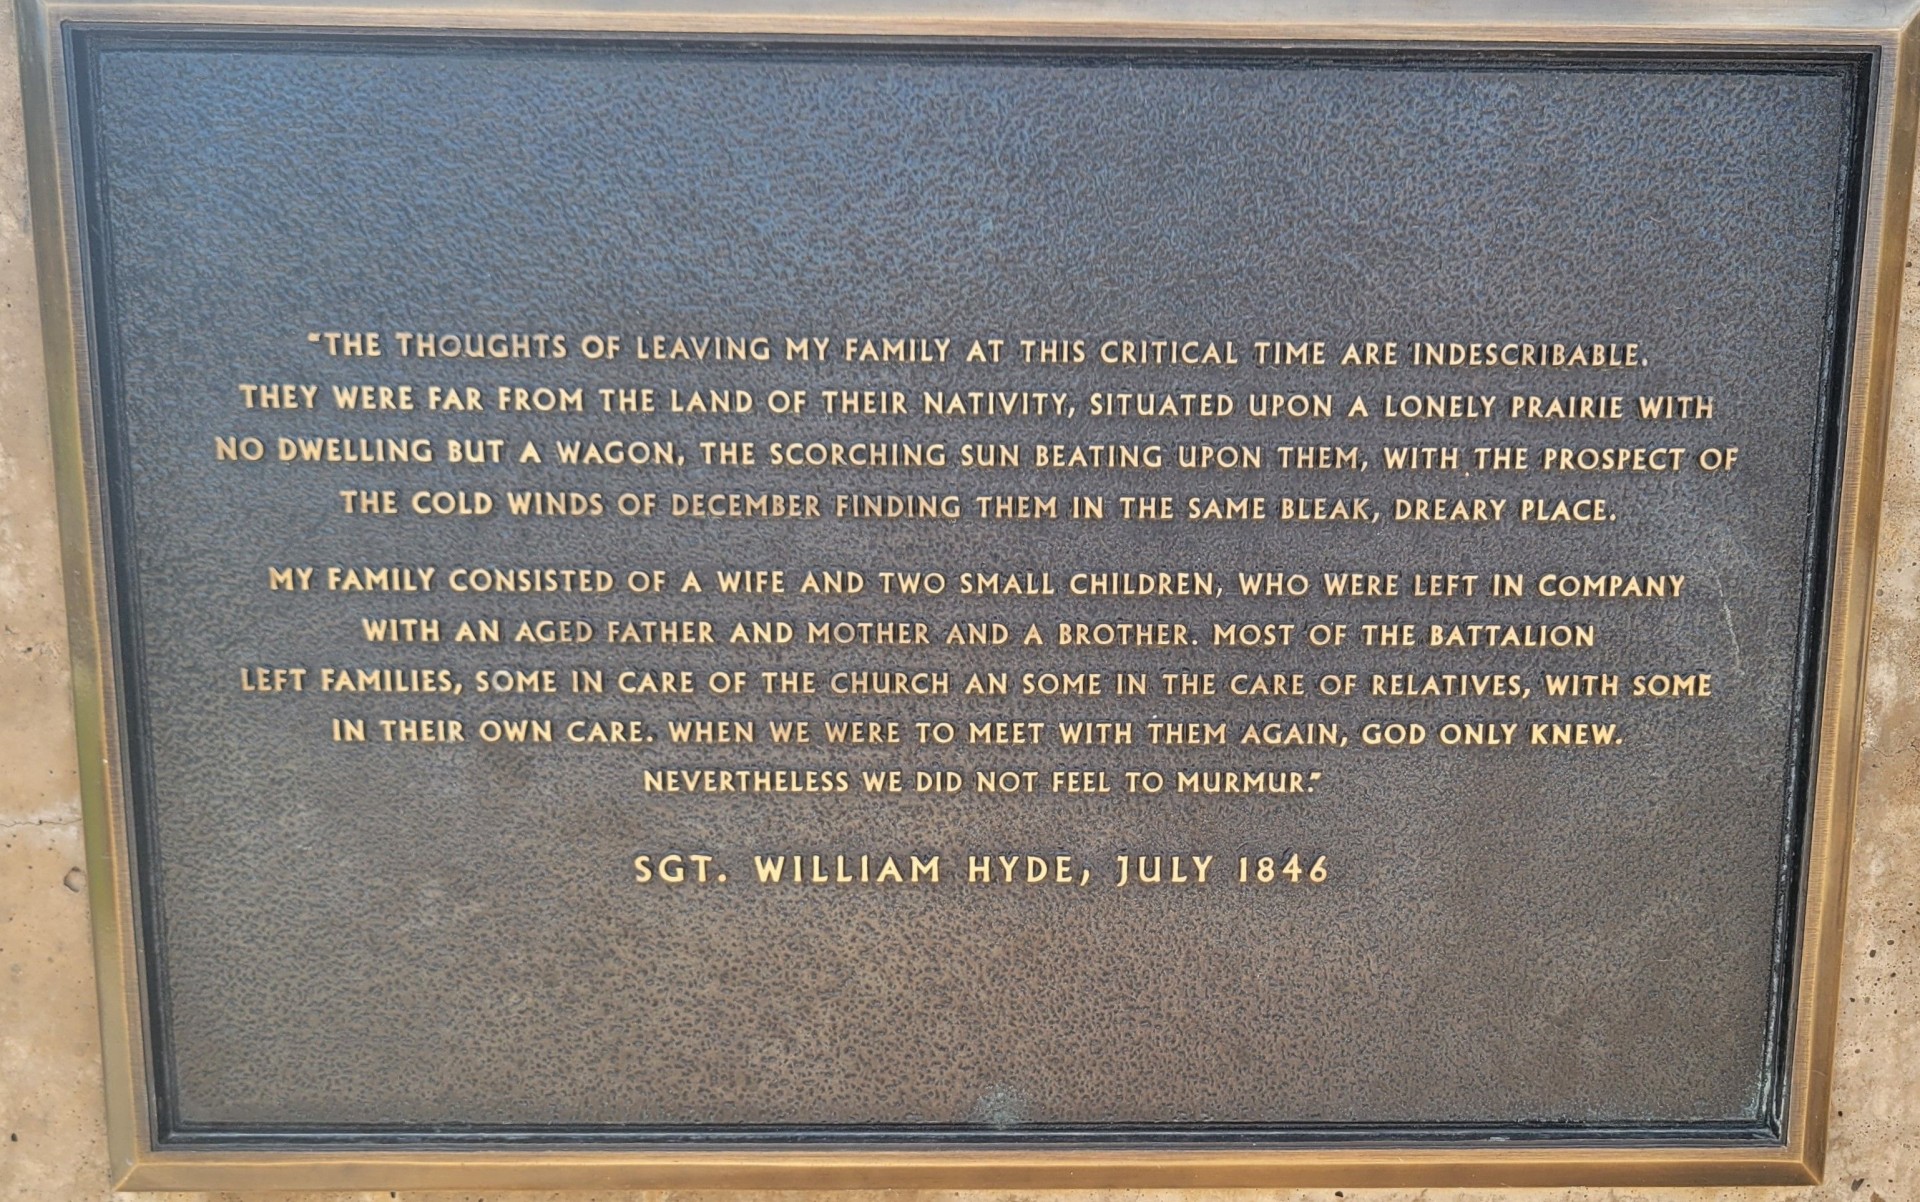 "THE THOUGHTS OF LEAVING MY FAMILY AT THIS CRITICAL TIME ARE INDESCRIBABLE.
THEY WERE FAR FROM THE LAND OF THEIR NATIVITY, SITUATED UPON A LONELY PRAIRIE WITH
NO DWELLING BUT A WAGON, THE SCORCHING SUN BEATING UPON THEM, WITH THE PROSPECT OF
THE COLD WINDS OF DECEMBER FINDING THEM IN THE SAME BLEAK, DREARY PLACE.
MY FAMILY CONSISTED OF A WIFE AND TWO SMALL CHILDREN, WHO WERE LEFT IN COMPANY
WITH AN AGED FATHER AND MOTHER AND A BROTHER. MOST OF THE BATTALION
LEFT FAMILIES, SOME IN CARE OF THE CHURCH AN SOME IN THE CARE OF RELATIVES, WITH SOME
IN THEIR OWN CARE. WHEN WE WERE TO MEET WITH THEM AGAIN, GOD ONLY KNEW.
NEVERTHELESS WE DID NOT FEEL TO MURMUR."
SGT. WILLIAM HYDE, JULY 1846